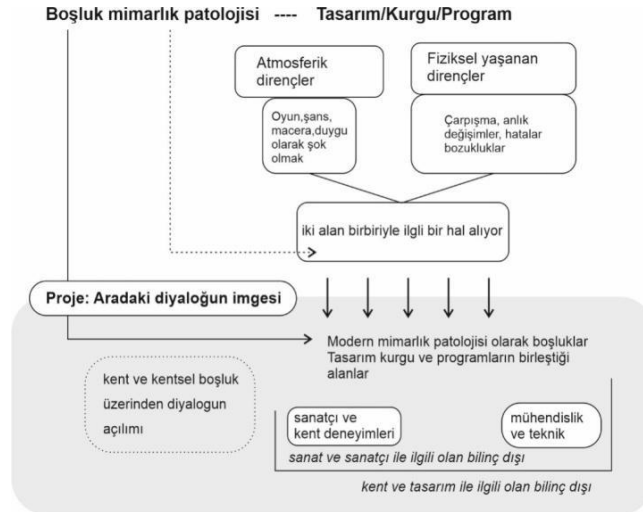 Boşluk mimarlık patolojisi ---- Tasarım/Kurgu/Program
Atmosferik
dirençler
Fiziksel yaşanan
dirençler
Oyun,şans,
macera,duygu
olarak şok
olmak
Çarpışma, anlık
değişimler, hatalar
bozukluklar
iki alan birbiriyle ilgli bir hal alıyor
Proje: Aradaki diyaloğun imgesi
Modern mimarlık patolojisi olarak boşluklar
Tasarım kurgu ve programların birleştiği
alanlar
kent ve kentsel boşluk
üzerinden diyalogun
açılımı
sanatçı ve
kent deneyimleri
mühendislik
ve teknik
sanat ve sanatçı ile ilgili olan bilinç dışı
kent ve tasarım ile ilgili olan bilinç dışı